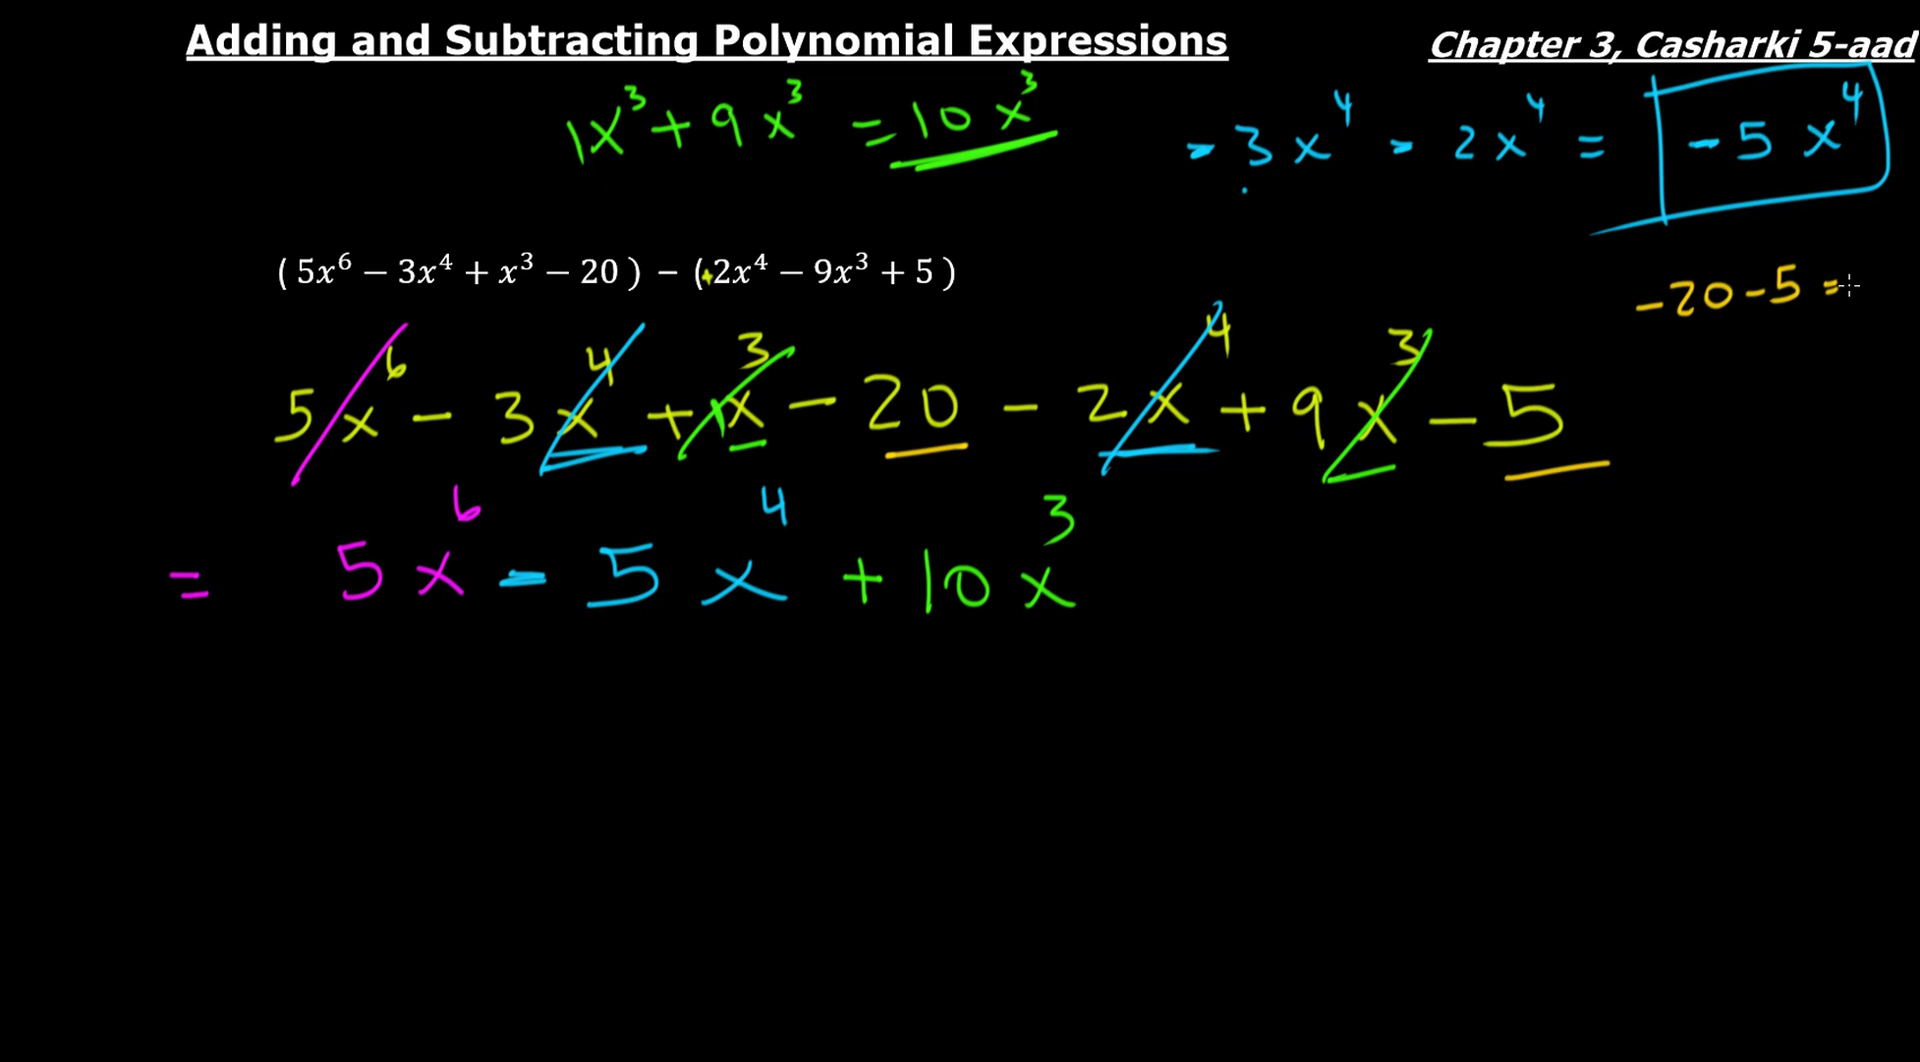 Adding and Subtracting Polynomial Expressions
Chapter 3, Casharki 5-aad
1x³ + 9x³ = 10x³
- 3x⁴ - 2x⁴ = - 5x⁴
( 5x⁶ − 3x⁴ + x³ − 20 ) − (+2x⁴ − 9x³ + 5 )
-20-5 =
5x⁶ - 3x⁴ + 1x³ - 20 - 2x⁴ + 9x³ - 5
= 5x⁶ - 5x⁴ + 10x³